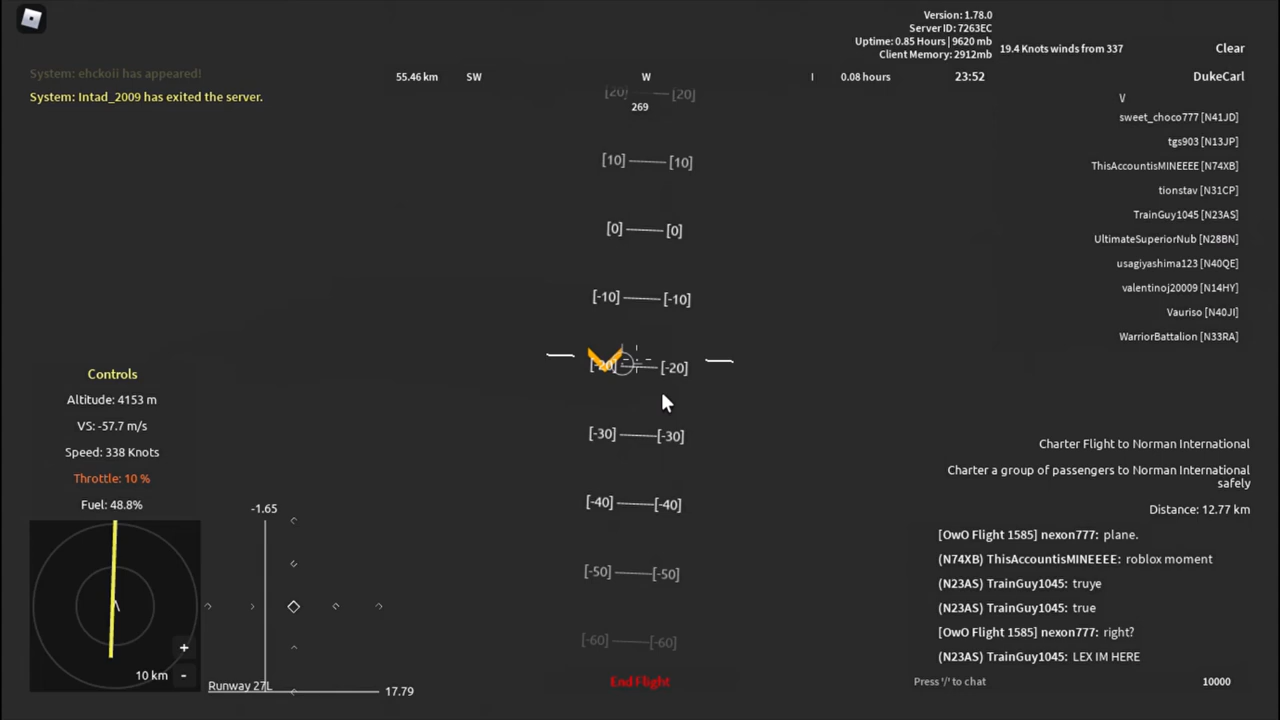 Version: 1.78.0
Server ID: 7263EC
Uptime: 0.85 Hours | 9620 mb
Client Memory: 2912mb
19.4 Knots winds from 337
Clear
System: ehckoii has appeared!
System: Intad_2009 has exited the server.
55.46 km
SW
W
I
0.08 hours
23:52
DukeCarl
[20] [20]
269
[10] [10]
[0] [0]
[-10] [-10]
[-20] [-20]
[-30] [-30]
[-40] [-40]
[-50] [-50]
[-60] [-60]
End Flight
V
sweet_choco777 [N41JD]
tgs903 [N13JP]
ThisAccountisMINEEEE [N74XB]
tionstav [N31CP]
TrainGuy1045 [N23AS]
UltimateSuperiorNub [N28BN]
usagiyashima123 [N40QE]
valentinoj20009 [N14HY]
Vauriso [N40JI]
WarriorBattalion [N33RA]
Controls
Altitude: 4153 m
VS: -57.7 m/s
Speed: 338 Knots
Throttle: 10 %
Fuel: 48.8%
+
10 km -
-1.65
Runway 27L
17.79
Charter Flight to Norman International
Charter a group of passengers to Norman International
safely
Distance: 12.77 km
[OwO Flight 1585] nexon777: plane.
(N74XB) ThisAccountisMINEEEE: roblox moment
(N23AS) TrainGuy1045: truye
(N23AS) TrainGuy1045: true
[OwO Flight 1585] nexon777: right?
(N23AS) TrainGuy1045: LEX IM HERE
Press '/' to chat
10000